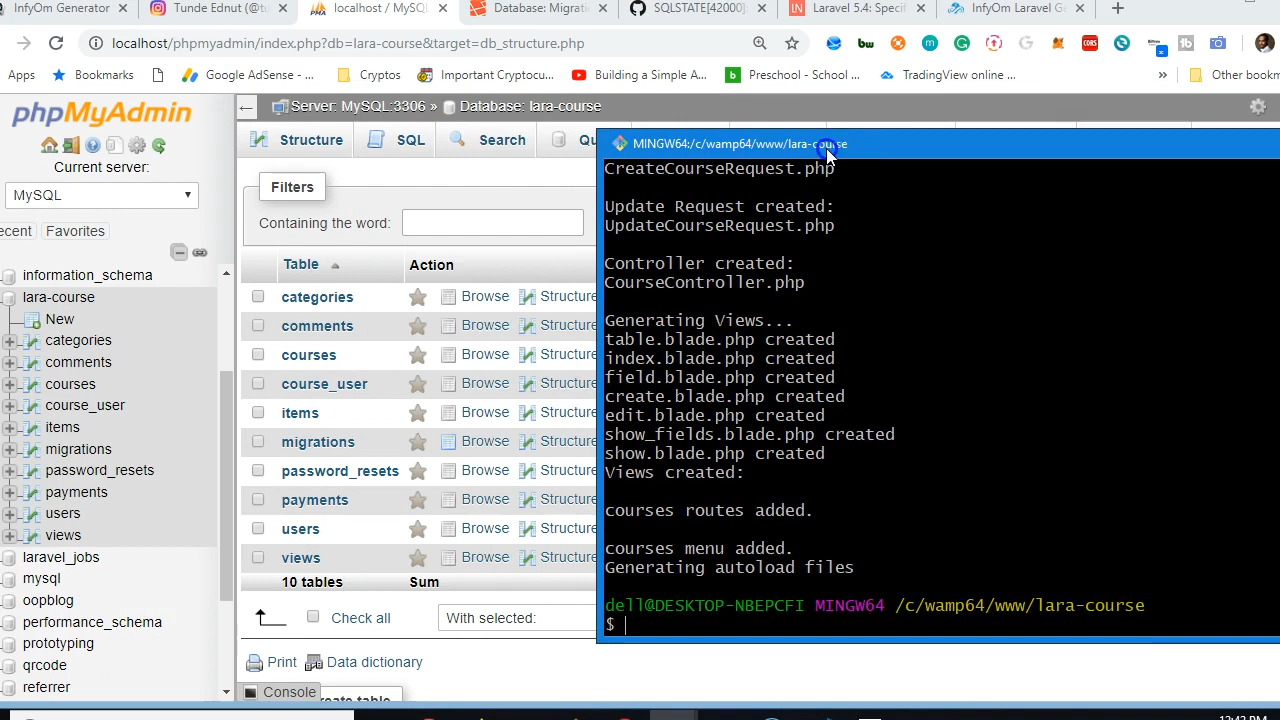 InfyOm Generator
Tunde Ednut (@tu
localhost / MySQL
Database: Migrati
SQLSTATE[42000]
Laravel 5.4: Specif
InfyOm Laravel Ge
localhost/phpmyadmin/index.php?db=lara-course&target=db_structure.php
Apps
Bookmarks
Google AdSense - ...
Cryptos
Important Cryptocu...
Building a Simple A...
Preschool - School ...
TradingView online ...
»
Other bookm
phpMyAdmin
Current server:
MySQL
ecent
Favorites
information_schema
lara-course
New
categories
comments
courses
course_user
items
migrations
password_resets
payments
users
views
laravel_jobs
mysql
oopblog
performance_schema
prototyping
qrcode
referrer
Server: MySQL:3306 » Database: lara-course
Structure
SQL
Search
Qu
Filters
Containing the word:
Table Action
categories Browse Structure
comments Browse Structure
courses Browse Structure
course_user Browse Structure
items Browse Structure
migrations Browse Structure
password_resets Browse Structure
payments Browse Structure
users Browse Structure
views Browse Structure
10 tables Sum
Check all
With selected:
Print
Data dictionary
Console
MINGW64:/c/wamp64/www/lara-course
CreateCourseRequest.php
Update Request created:
UpdateCourseRequest.php
Controller created:
CourseController.php
Generating Views...
table.blade.php created
index.blade.php created
field.blade.php created
create.blade.php created
edit.blade.php created
show_fields.blade.php created
show.blade.php created
Views created:
courses routes added.
courses menu added.
Generating autoload files
dell@DESKTOP-NBEPCFI MINGW64 /c/wamp64/www/lara-course
$